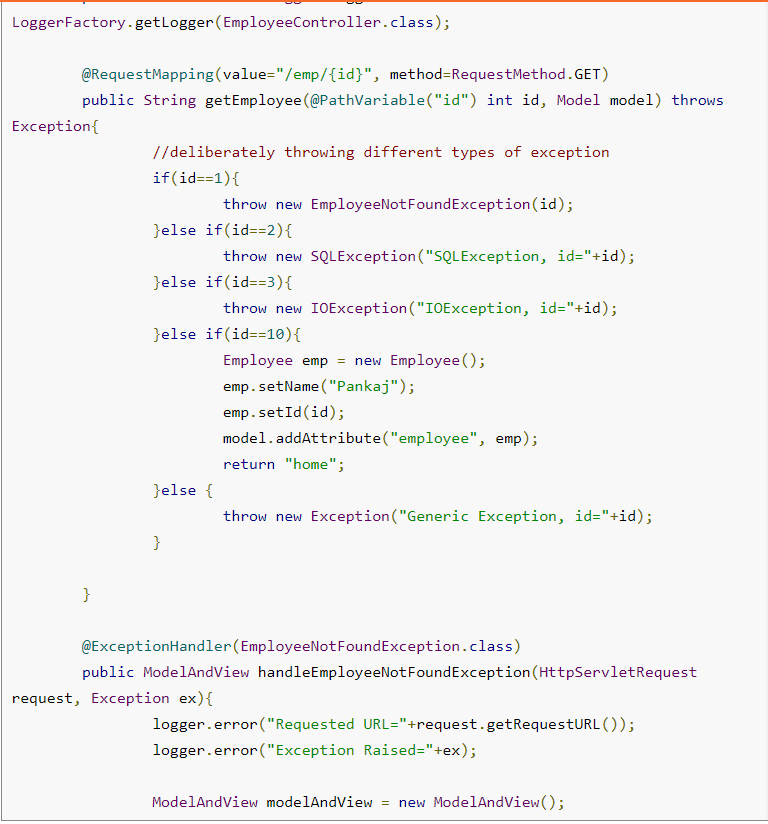 LoggerFactory.getLogger(EmployeeController.class);
@RequestMapping(value="/emp/{id}", method=RequestMethod.GET)
public String getEmployee(@PathVariable("id") int id, Model model) throws
Exception{
//deliberately throwing different types of exception
if(id==1){
throw new EmployeeNotFoundException(id);
}else if(id==2){
throw new SQLException("SQLException, id="+id);
}else if(id==3){
throw new IOException("IOException, id="+id);
}else if(id==10){
Employee emp = new Employee();
emp.setName("Pankaj");
emp.setId(id);
model.addAttribute("employee", emp);
return "home";
}else {
throw new Exception("Generic Exception, id="+id);
}
}
@ExceptionHandler(EmployeeNotFoundException.class)
public ModelAndView handleEmployeeNotFoundException(HttpServletRequest
request, Exception ex){
logger.error("Requested URL="+request.getRequestURL());
logger.error("Exception Raised="+ex);
ModelAndView modelAndView = new ModelAndView();